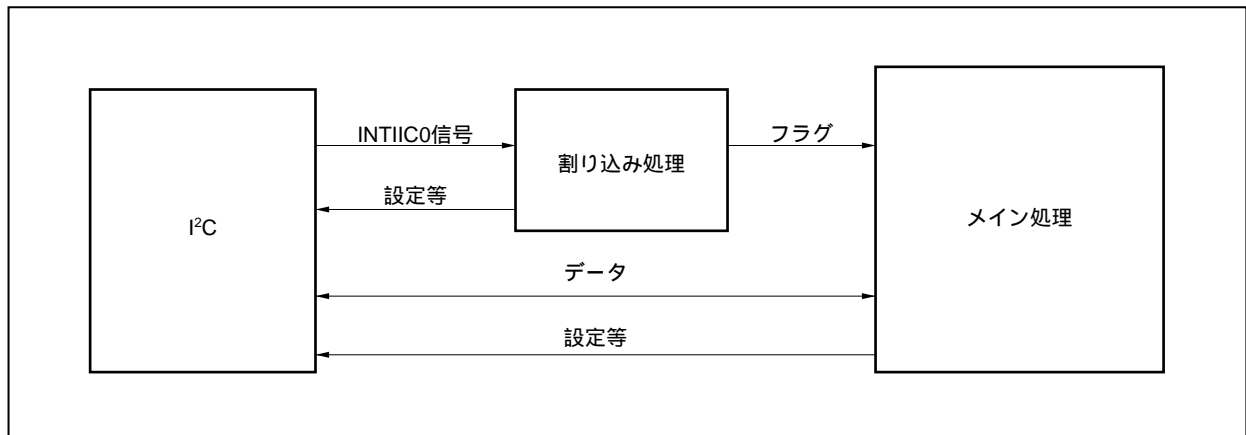 INTIIC0信号
フラグ
割り込み処理
設定等
I²C
メイン処理
データ
設定等